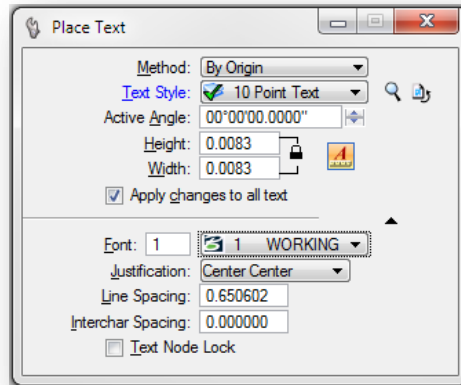 Place Text
Method: By Origin
Text Style: 10 Point Text
Active Angle: 00°00'00.0000"
Height: 0.0083
Width: 0.0083
A
Apply changes to all text
Font: 1 1 WORKING
Justification: Center Center
Line Spacing: 0.650602
Interchar Spacing: 0.000000
Text Node Lock